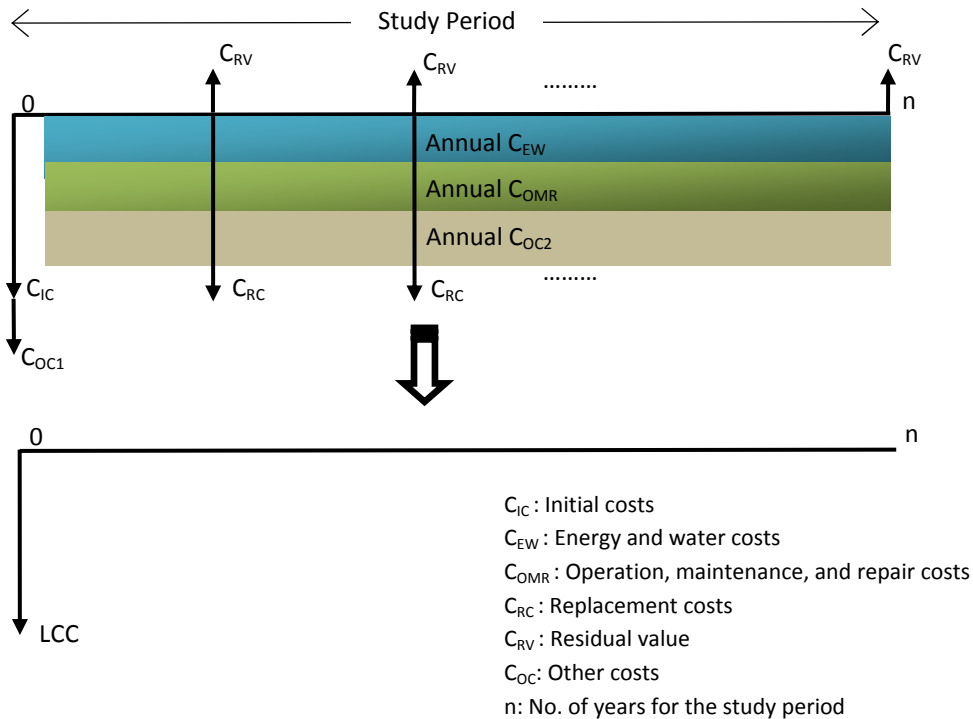 Study Period
C_RV
C_RV
.........
C_RV
0
n
Annual C_EW
Annual C_OMR
Annual C_OC2
.........
C_IC
C_RC
C_RC
C_OC1
0
n
C_IC : Initial costs
C_EW : Energy and water costs
C_OMR : Operation, maintenance, and repair costs
C_RC : Replacement costs
C_RV : Residual value
C_OC: Other costs
n: No. of years for the study period
LCC